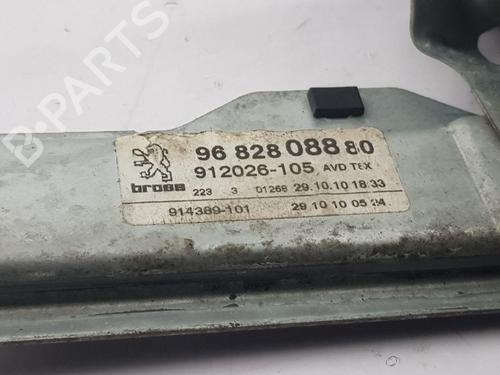 B-PARTS
96 828 088 80
912026-105 AVD TEX
brose 223 3 01268 29.10.10 18:33
914389-101 29 10 10 05 24